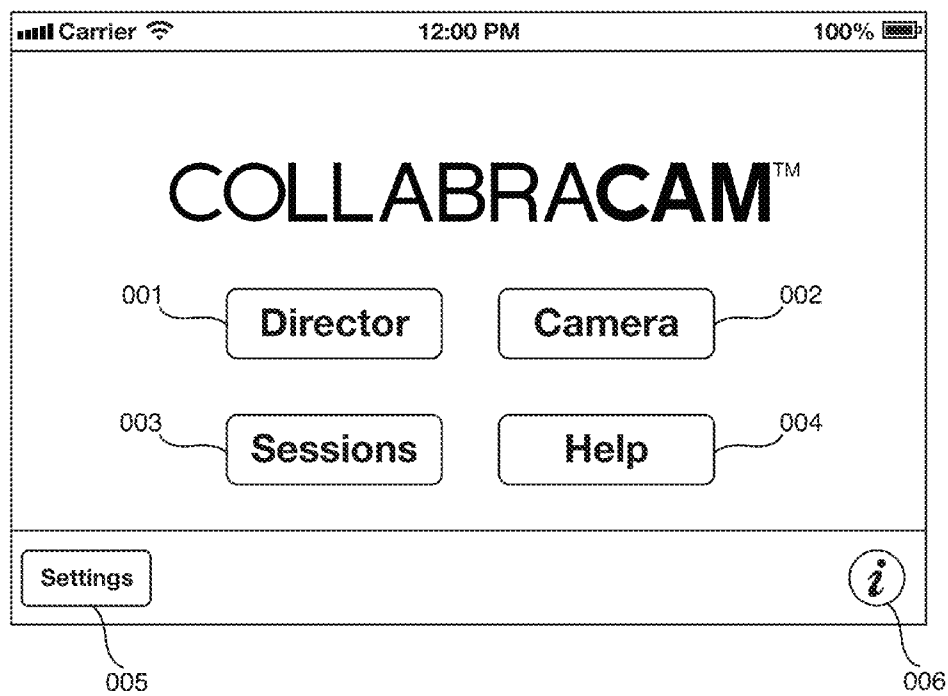 Carrier 12:00 PM 100%
COLLABRACAM™
001 Director Camera 002
003 Sessions Help 004
Settings i
005 006